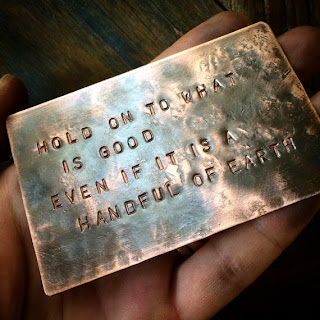 HOLD ON TO WHAT
IS GOOD
EVEN IF IT IS A
HANDFUL OF EARTH